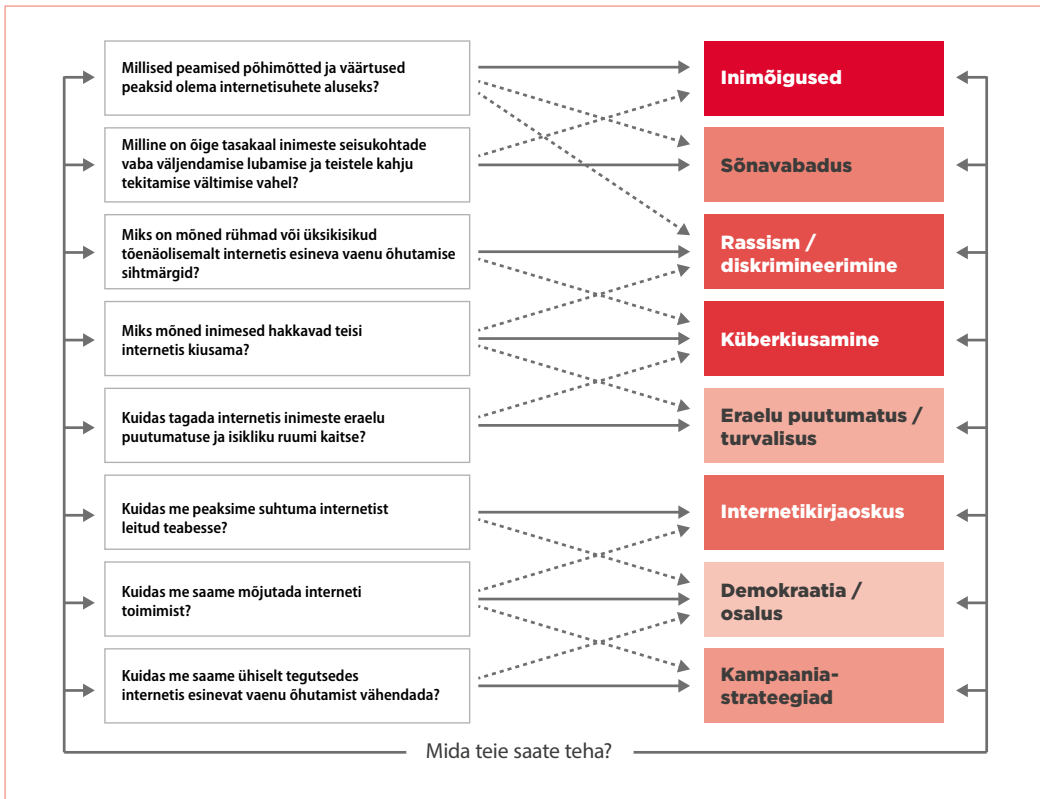 Millised peamised põhimõtted ja väärtused
peaksid olema internetisuhete aluseks?
Inimõigused
Milline on õige tasakaal inimeste seisukohtade
vaba väljendamise lubamise ja teistele kahju
tekitamise vältimise vahel?
Sõnavabadus
Miks on mõned rühmad või üksikisikud
tõenäolisemalt internetis esineva vaenu õhutamise
sihtmärgid?
Rassism /
diskrimineerimine
Miks mõned inimesed hakkavad teisi
internetis kiusama?
Küberkiusamine
Kuidas tagada internetis inimeste eraelu
puutumatuse ja isikliku ruumi kaitse?
Eraelu puutumatus /
turvalisus
Kuidas me peaksime suhtuma internetist
leitud teabesse?
Internetikirjaoskus
Kuidas me saame mõjutada interneti
toimimist?
Demokraatia /
osalus
Kuidas me saame ühiselt tegutsedes
internetis esinevat vaenu õhutamist vähendada?
Kampaania-
strateegiad
Mida teie saate teha?